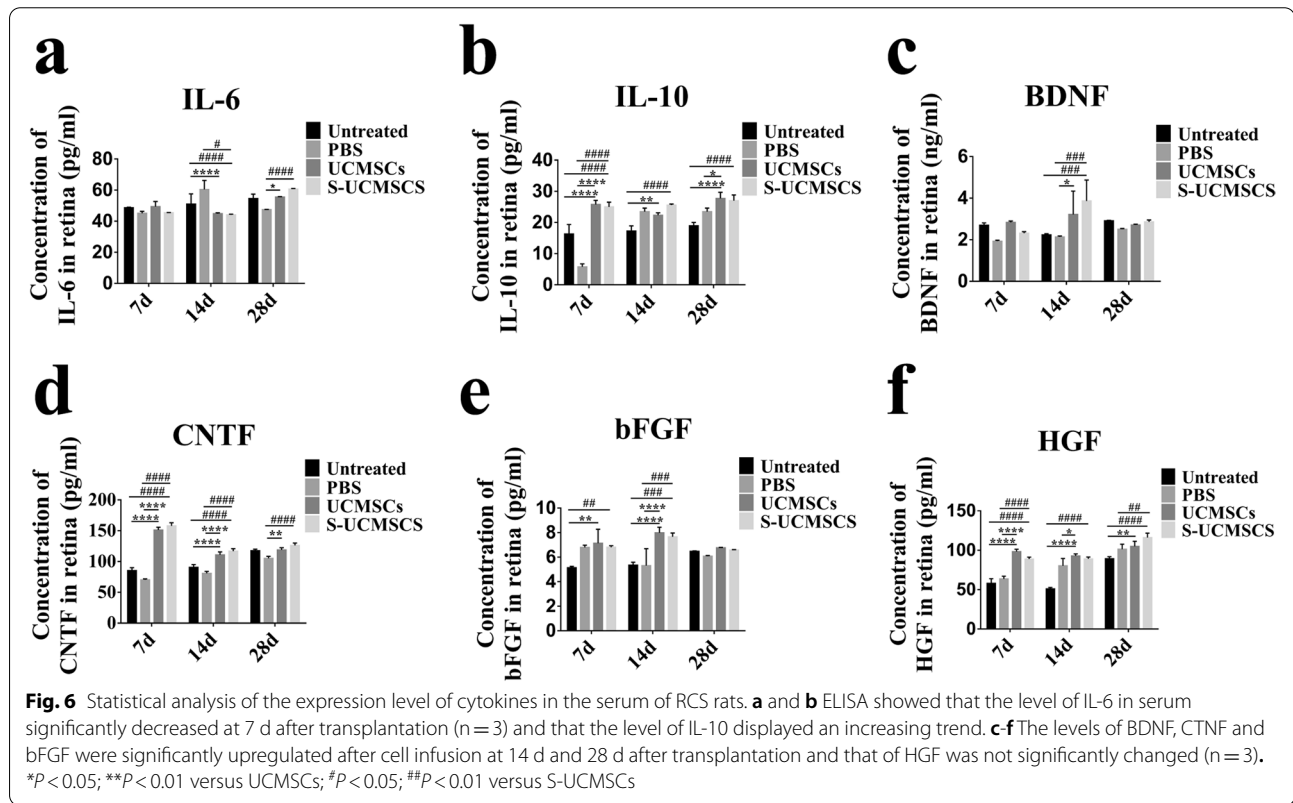 a
IL-6
Concentration of
IL-6 in retina (pg/ml)
80
60
40
20
0
7d
14d
28d
#
####
****
####
*
Untreated
PBS
UCMSCs
S-UCMSCS
b
IL-10
Concentration of
IL-10 in retina (pg/ml)
40
30
20
10
0
7d
14d
28d
####
####
****
****
####
**
####
*
****
Untreated
PBS
UCMSCs
S-UCMSCS
c
BDNF
Concentration of
BDNF in retina (ng/ml)
6
4
2
0
7d
14d
28d
###
###
*
Untreated
PBS
UCMSCs
S-UCMSCS
d
CNTF
Concentration of
CNTF in retina (pg/ml)
200
150
100
50
0
7d
14d
28d
####
####
****
****
####
####
****
****
####
**
Untreated
PBS
UCMSCs
S-UCMSCS
e
bFGF
Concentration of
bFGF in retina (pg/ml)
10
8
6
4
2
0
7d
14d
28d
##
**
###
###
****
****
Untreated
PBS
UCMSCs
S-UCMSCS
f
HGF
Concentration of
HGF in retina (pg/ml)
150
100
50
0
7d
14d
28d
####
####
****
****
####
*
****
##
####
**
Untreated
PBS
UCMSCs
S-UCMSCS
Fig. 6 Statistical analysis of the expression level of cytokines in the serum of RCS rats. a and b ELISA showed that the level of IL-6 in serum
significantly decreased at 7 d after transplantation (n = 3) and that the level of IL-10 displayed an increasing trend. c-f The levels of BDNF, CTNF and
bFGF were significantly upregulated after cell infusion at 14 d and 28 d after transplantation and that of HGF was not significantly changed (n = 3).
*P < 0.05; **P < 0.01 versus UCMSCs; #P < 0.05; ##P < 0.01 versus S-UCMSCs